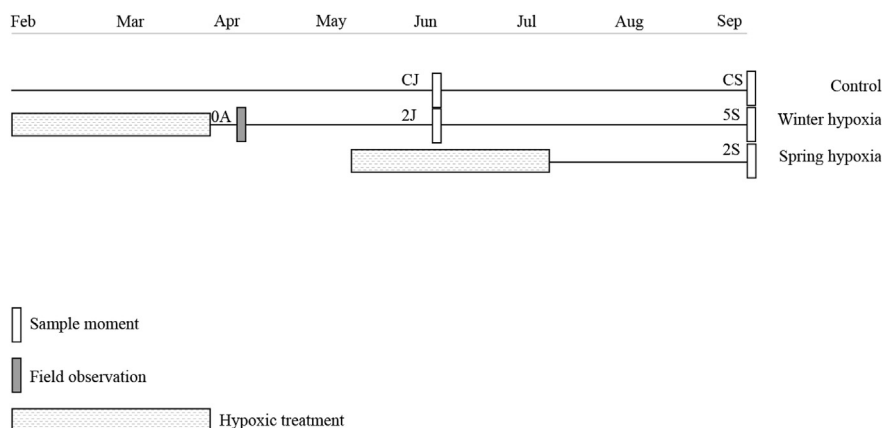 Feb Mar Apr May Jun Jul Aug Sep
CJ CS Control
0A 2J 5S Winter hypoxia
2S Spring hypoxia
Sample moment
Field observation
Hypoxic treatment